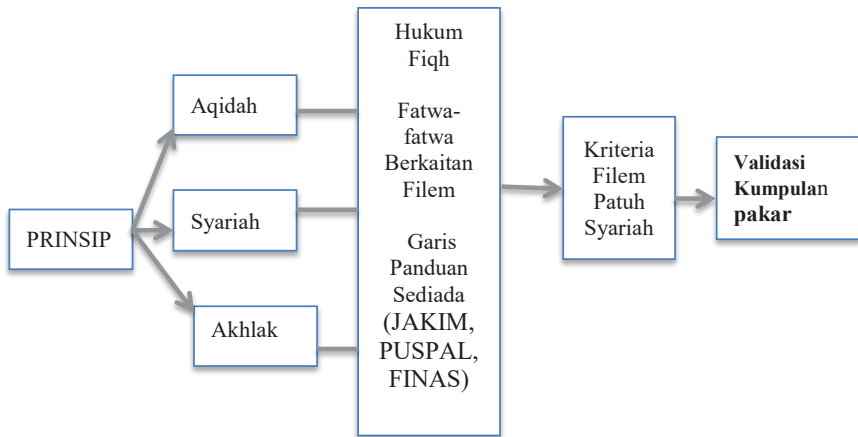 PRINSIP
Aqidah
Syariah
Akhlak
Hukum
Fiqh
Fatwa-
fatwa
Berkaitan
Filem
Garis
Panduan
Sediada
(JAKIM,
PUSPAL,
FINAS)
Kriteria
Filem
Patuh
Syariah
Validasi
Kumpulan
pakar